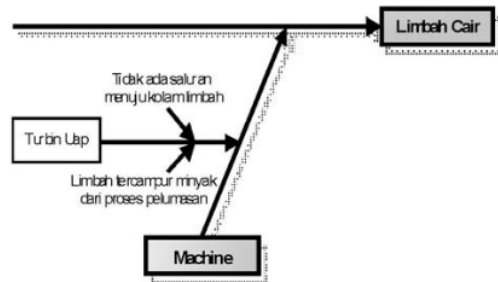 Limbah Cair
Tidak ada saluran
menuju kolam limbah
Turbin Uap
Limbah tercampur minyak
dari proses pelumasan
Machine